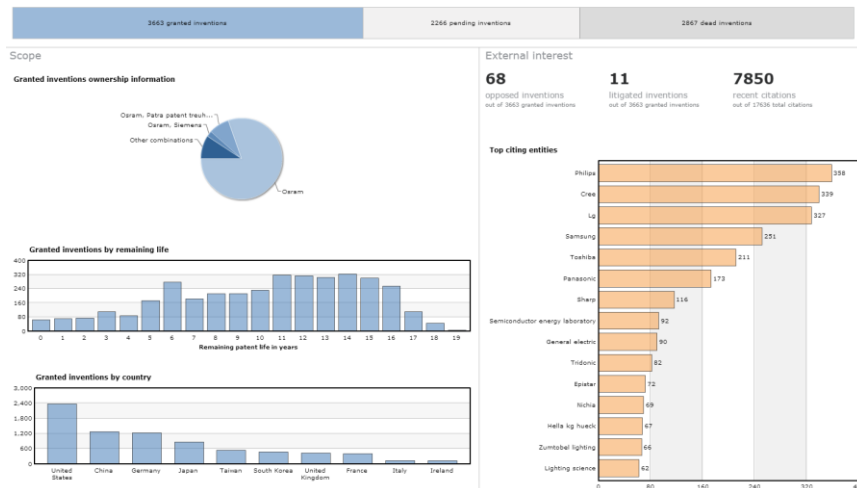 3663 granted inventions
2266 pending inventions
2867 dead inventions
Scope
Granted inventions ownership information
Osram, Patra patent treuh...
Osram, Siemens
Other combinations
Osram
Granted inventions by remaining life
400
320
240
160
80
0
0 1 2 3 4 5 6 7 8 9 10 11 12 13 14 15 16 17 18 19
Remaining patent life in years
Granted inventions by country
3,000
2,400
1,800
1,200
600
0
United States
China
Germany
Japan
Taiwan
South Korea
United Kingdom
France
Italy
Ireland
External interest
68
opposed inventions
out of 3663 granted inventions
11
litigated inventions
out of 3663 granted inventions
7850
recent citations
out of 17636 total citations
Top citing entities
Philips 358
Cree 339
Lg 327
Samsung 251
Toshiba 211
Panasonic 173
Sharp 116
Semiconductor energy laboratory 92
General electric 90
Tridonic 82
Epistar 72
Nichia 69
Hella kg hueck 67
Zumtobel lighting 66
Lighting science 62
0 80 160 240 320